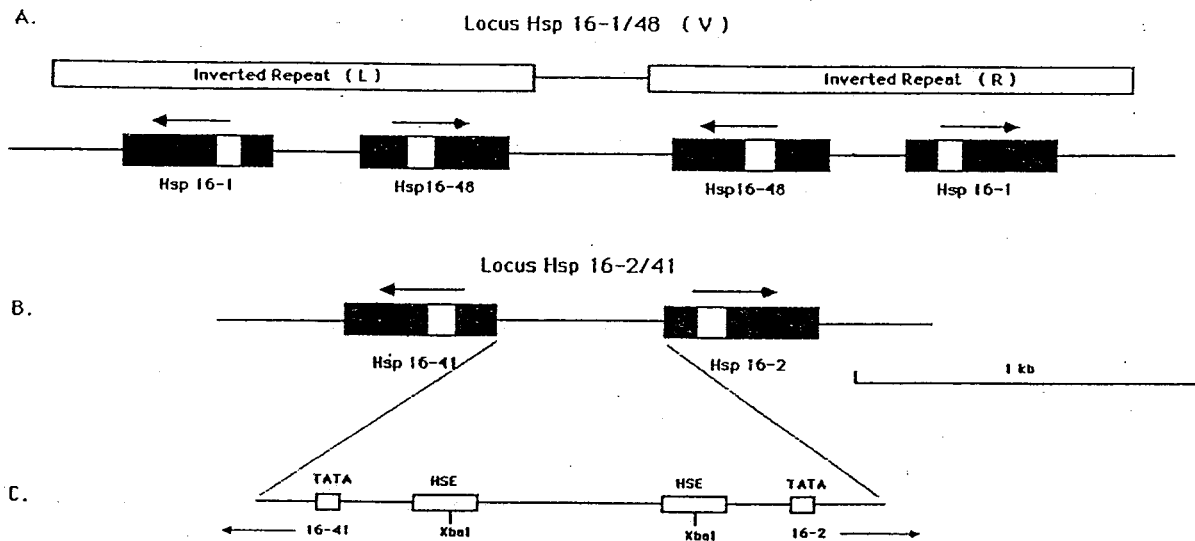 A.
Locus Hsp 16-1/48 (V)
Inverted Repeat (L)
Inverted Repeat (R)
Hsp 16-1
Hsp16-48
Hsp16-48
Hsp 16-1
Locus Hsp 16-2/41
B.
Hsp 16-41
Hsp 16-2
1 kb
C.
TATA
HSE
HSE
TATA
16-41
XbaI
XbaI
16-2